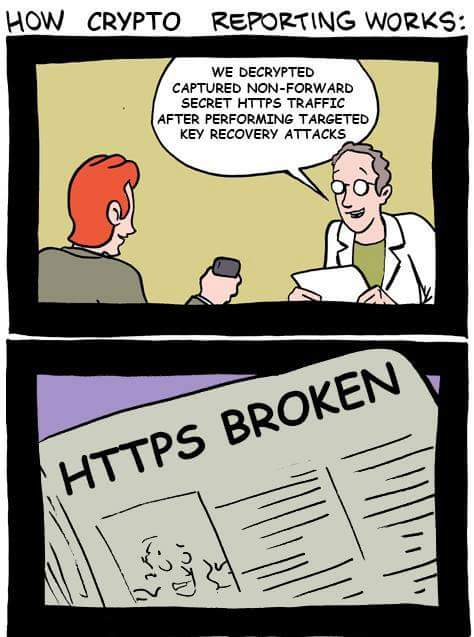 HOW CRYPTO REPORTING WORKS:
WE DECRYPTED
CAPTURED NON-FORWARD
SECRET HTTPS TRAFFIC
AFTER PERFORMING TARGETED
KEY RECOVERY ATTACKS
HTTPS BROKEN